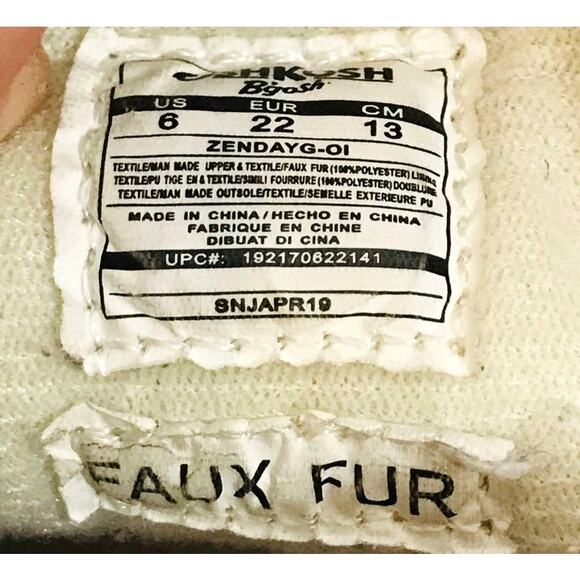 OshKosh
B'gosh
US EUR CM
6 22 13
ZENDAYG-OI
TEXTILE/MAN MADE UPPER & TEXTILE/FAUX FUR (100%POLYESTER) LINING
TEXTILE/PU TIGE EN & TEXTILE/SIMILI FOURRURE (100%POLYESTER) DOUBLURE
TEXTILE/MAN MADE OUTSOLE/TEXTILE/SEMELLE EXTERIEURE PU
MADE IN CHINA/HECHO EN CHINA
FABRIQUE EN CHINE
DIBUAT DI CINA
UPC#: 192170622141
SNJAPR19
FAUX FUR